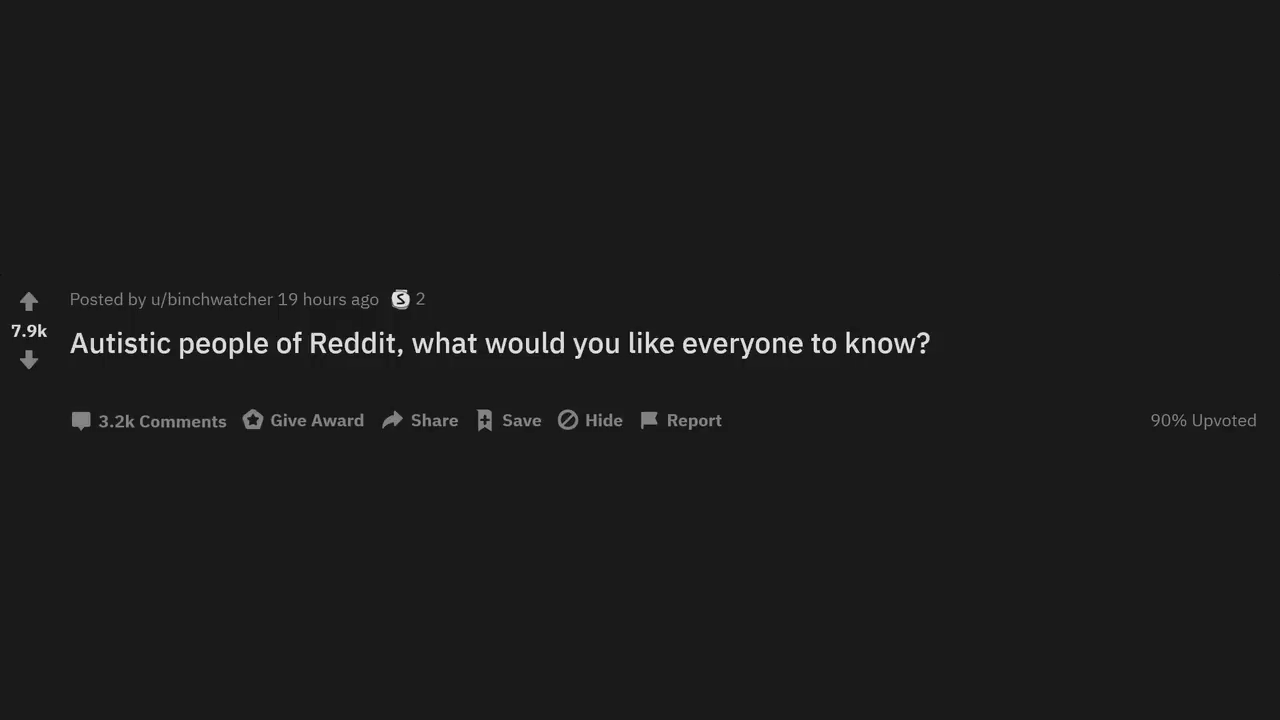 Posted by u/binchwatcher 19 hours ago 2
7.9k
Autistic people of Reddit, what would you like everyone to know?
3.2k Comments Give Award Share Save Hide Report 90% Upvoted